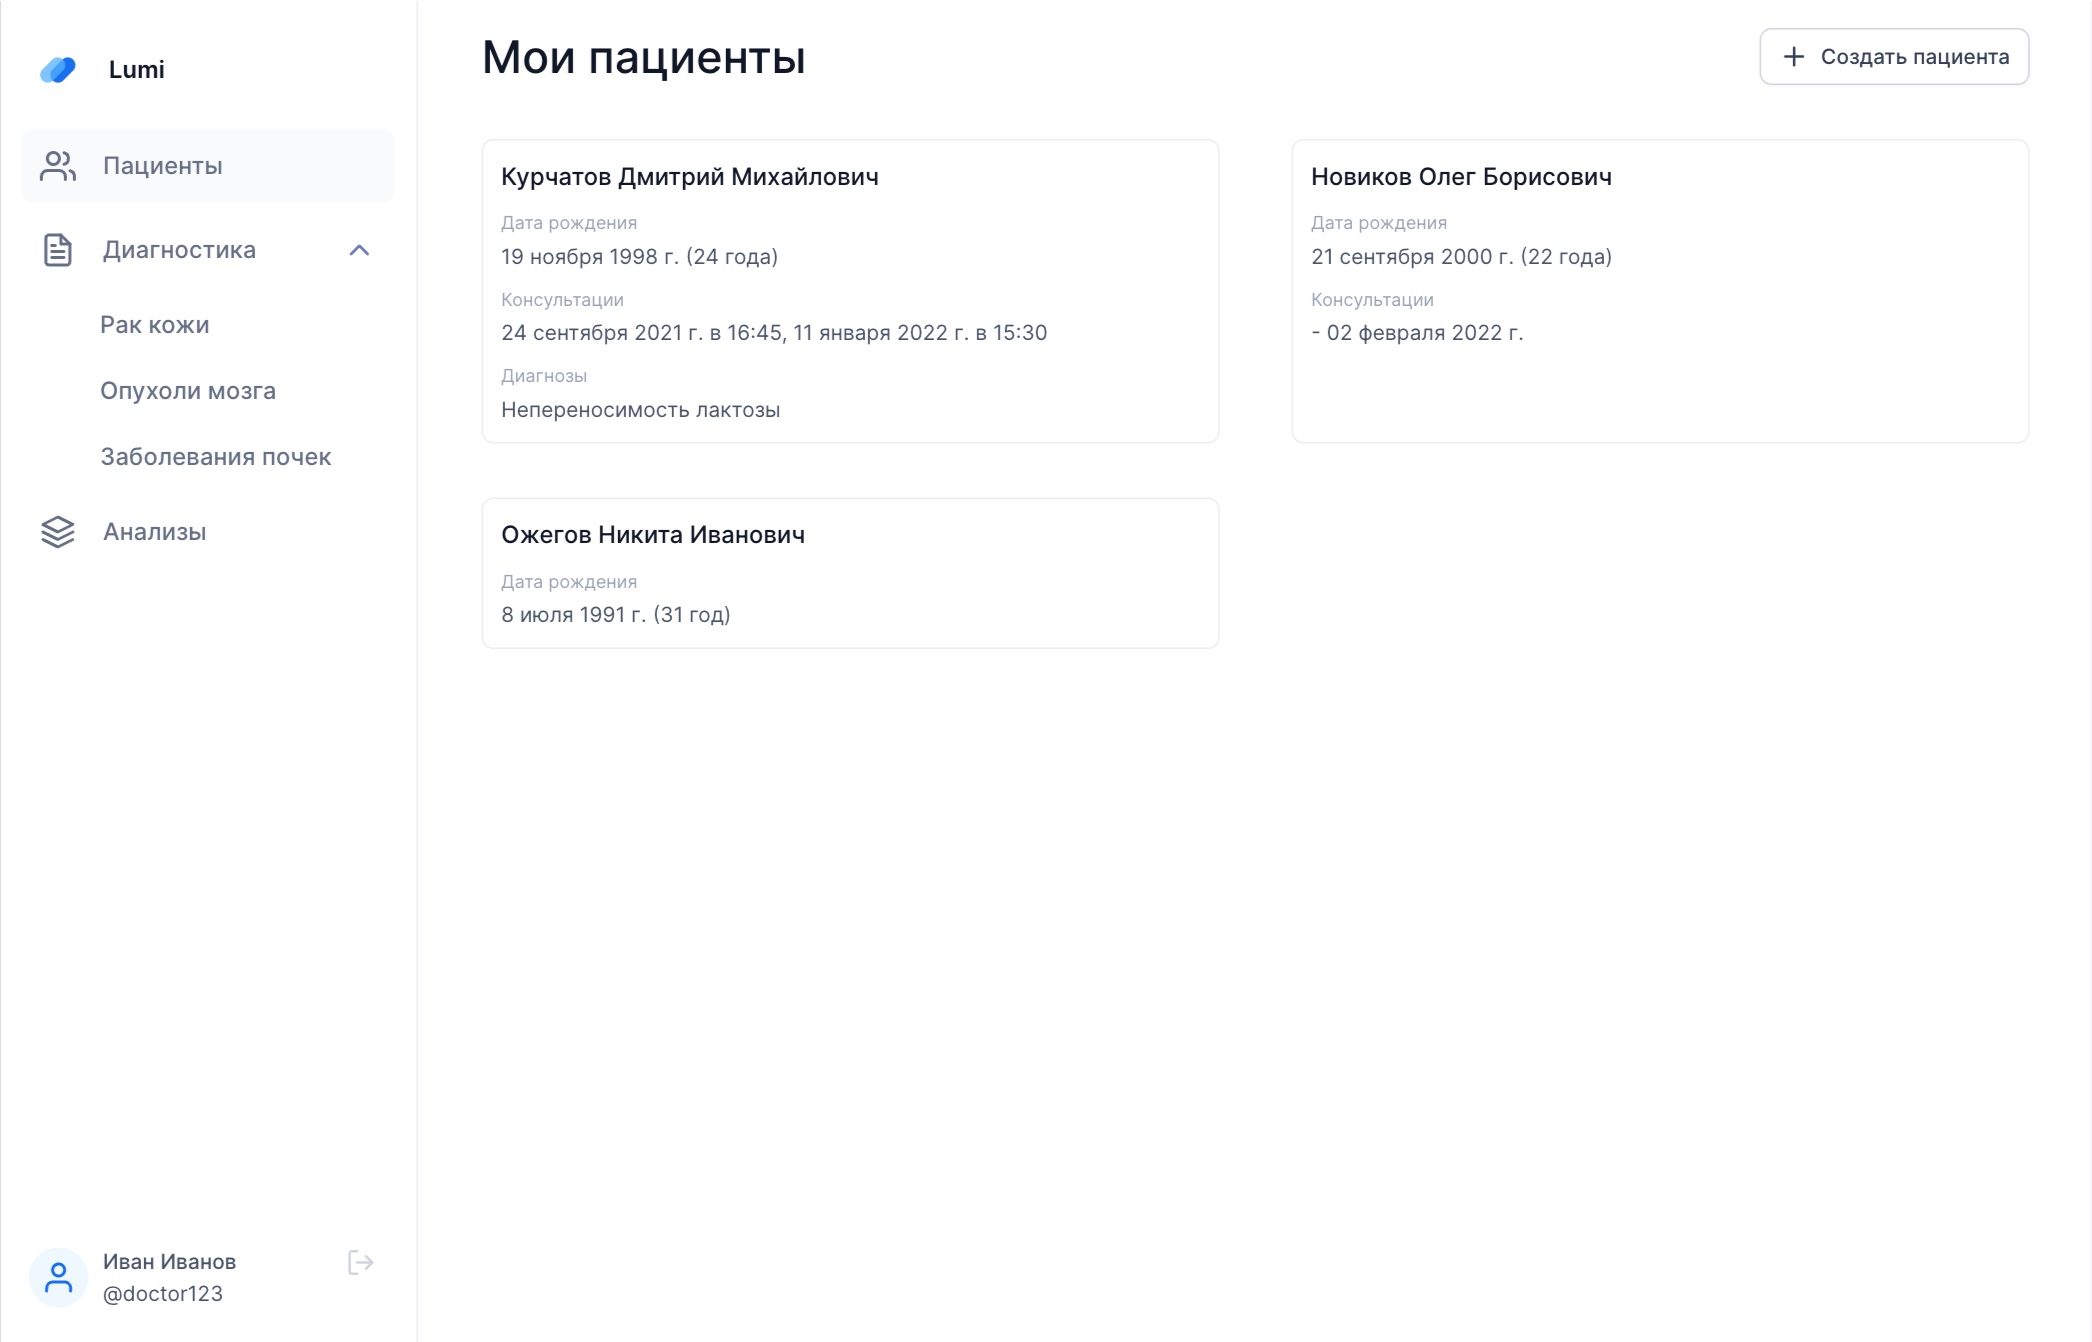 Lumi
Пациенты
Диагностика
Рак кожи
Опухоли мозга
Заболевания почек
Анализы
Иван Иванов
@doctor123
Мои пациенты
Создать пациента
Курчатов Дмитрий Михайлович
Дата рождения
19 ноября 1998 г. (24 года)
Консультации
24 сентября 2021 г. в 16:45, 11 января 2022 г. в 15:30
Диагнозы
Непереносимость лактозы
Новиков Олег Борисович
Дата рождения
21 сентября 2000 г. (22 года)
Консультации
- 02 февраля 2022 г.
Ожегов Никита Иванович
Дата рождения
8 июля 1991 г. (31 год)